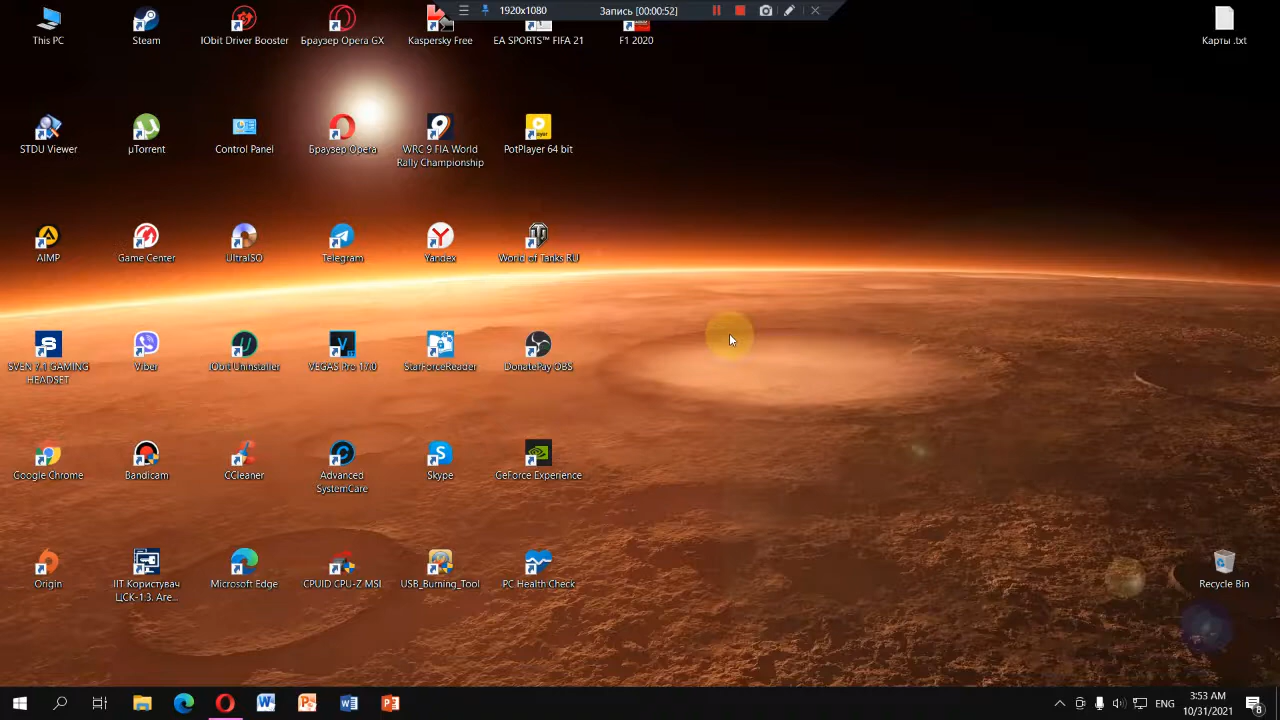 1920x1080
Запись [00:00:52]
This PC
Steam
IObit Driver Booster
Браузер Opera GX
Kaspersky Free
EA SPORTS™ FIFA 21
F1 2020
Карты .txt
STDU Viewer
µTorrent
Control Panel
Браузер Opera
WRC 9 FIA World
Rally Championship
PotPlayer 64 bit
AIMP
Game Center
UltraISO
Telegram
Yandex
World of Tanks RU
SVEN 7.1 GAMING
HEADSET
Viber
IObit Uninstaller
VEGAS Pro 17.0
StarForceReader
DonatePay OBS
Google Chrome
Bandicam
CCleaner
Advanced
SystemCare
Skype
GeForce Experience
Origin
ІІТ Користувач
ЦСК-1.3. Аге...
Microsoft Edge
CPUID CPU-Z MSI
USB_Burning_Tool
PC Health Check
Recycle Bin
ENG
3:53 AM
10/31/2021
8